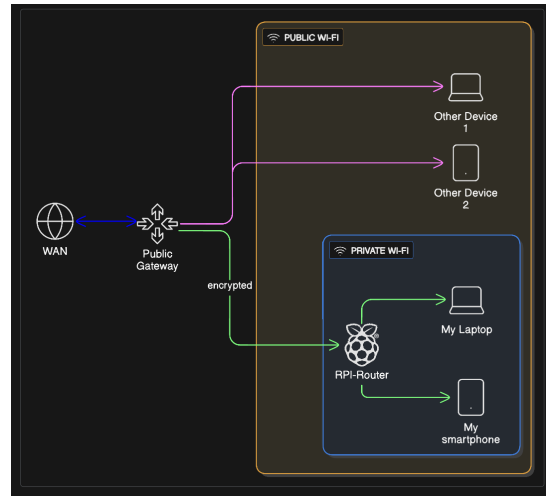 PUBLIC WI-FI
Other Device
1
Other Device
2
WAN
Public
Gateway
PRIVATE WI-FI
encrypted
My Laptop
RPI-Router
My
smartphone